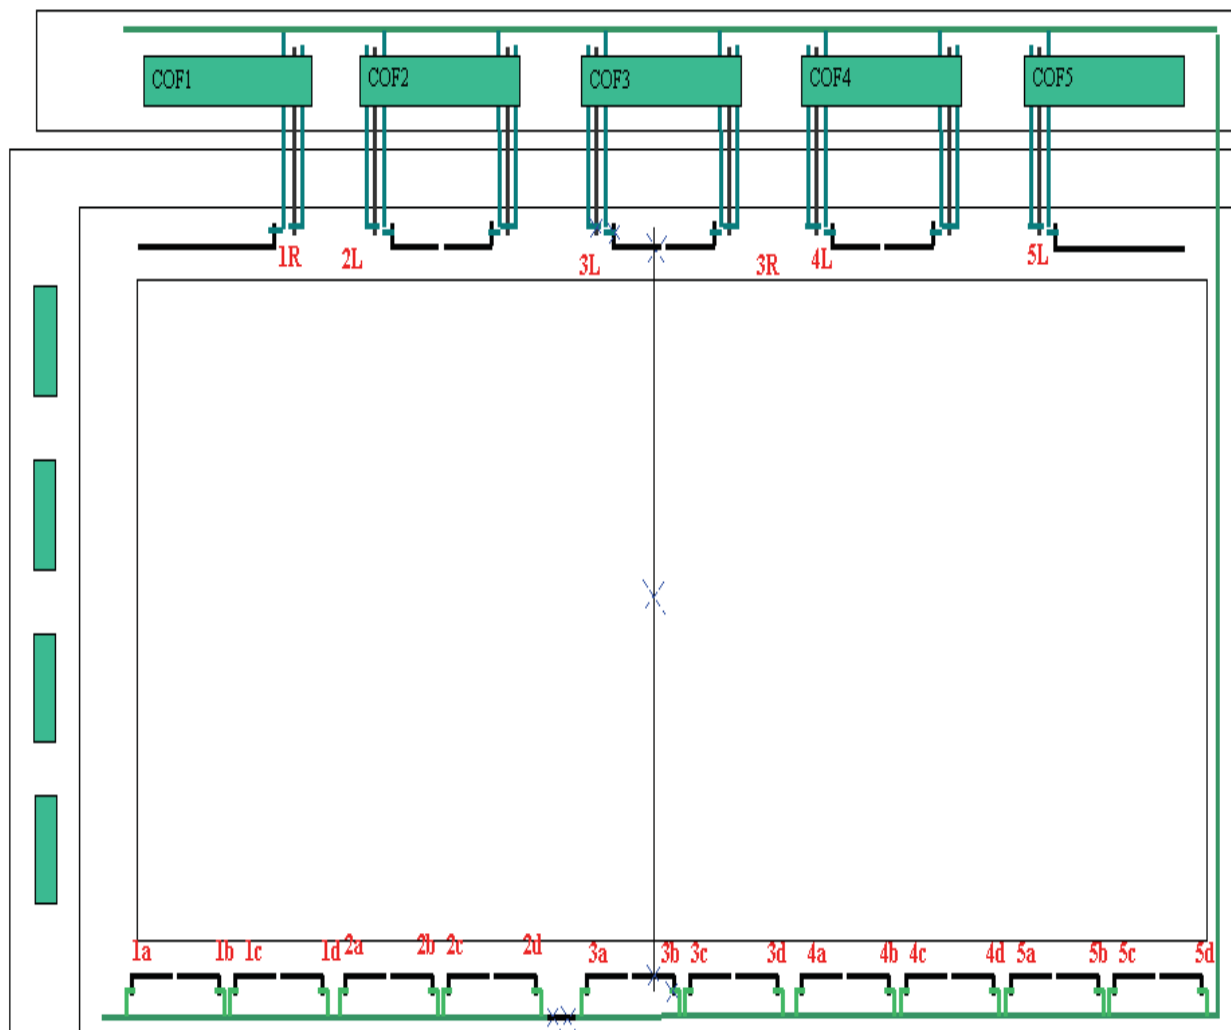 COF1 COF2 COF3 COF4 COF5
1R 2L 3L 3R 4L 5L
1a 1b 1c 1d 2a 2b 2c 2d 3a 3b 3c 3d 4a 4b 4c 4d 5a 5b 5c 5d